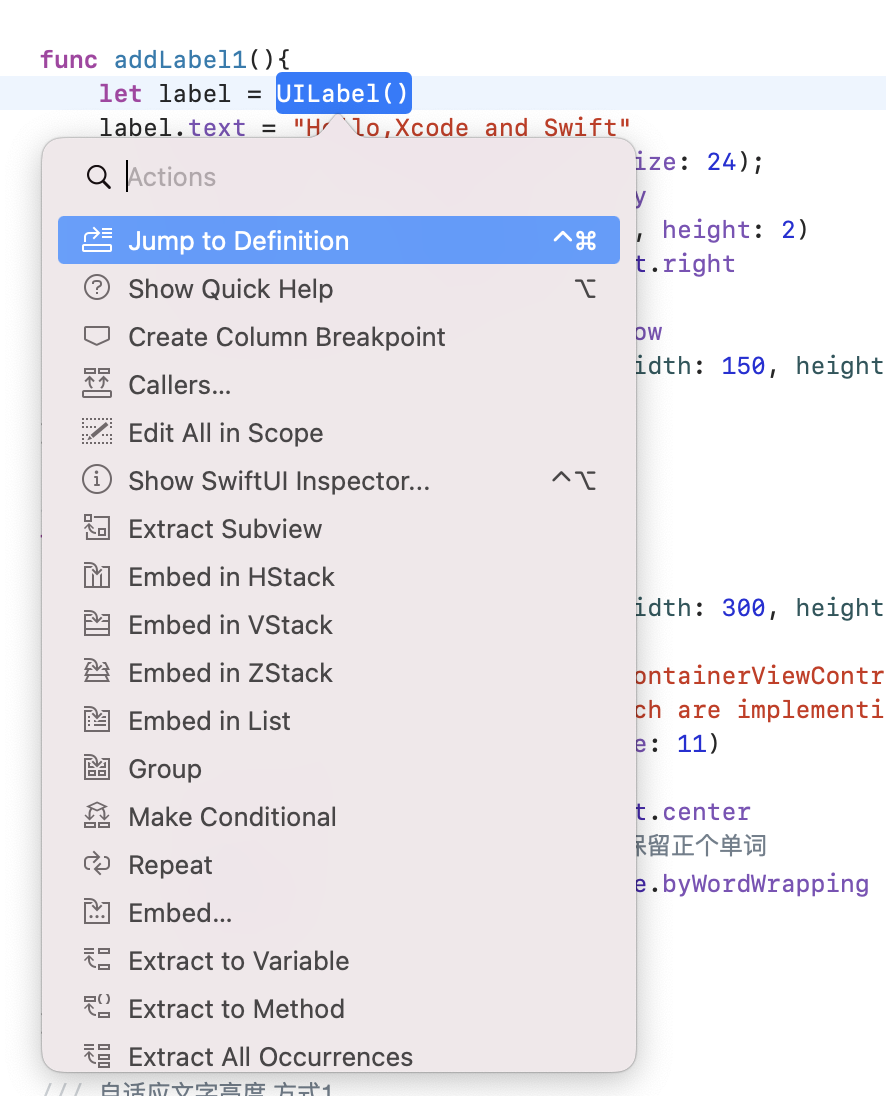 func addLabel1(){
let label = UILabel()
label.text = "Hello,Xcode and Swift"
Actions
ize: 24);
y
Jump to Definition ^⌘
, height: 2)
t.right
Show Quick Help ⌥
Create Column Breakpoint
ow
idth: 150, height
Callers...
Edit All in Scope
Show SwiftUI Inspector... ^⌥
Extract Subview
Embed in HStack
idth: 300, height
Embed in VStack
Embed in ZStack
ontainerViewContr
ch are implementi
Embed in List
e: 11)
Group
Make Conditional
t.center
保留正个单词
Repeat
e.byWordWrapping
Embed...
Extract to Variable
Extract to Method
Extract All Occurrences
/// 自适应文字高度 方式1